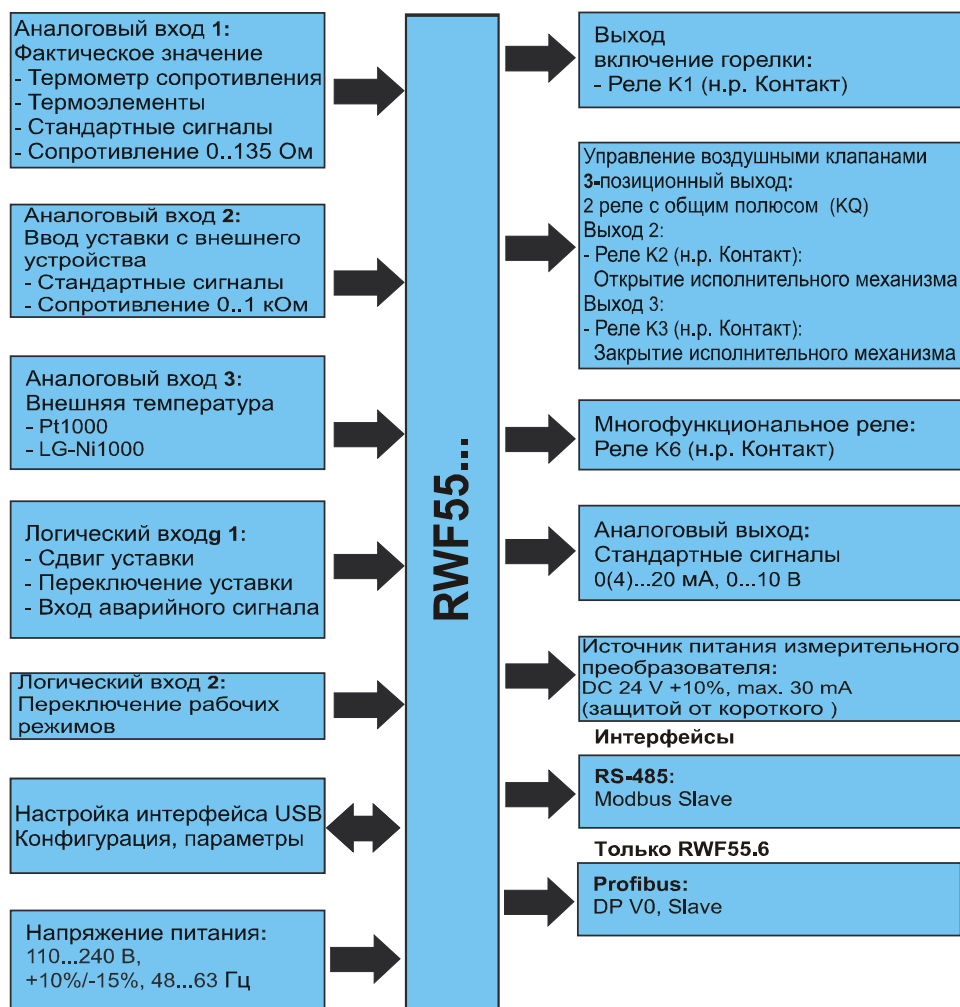 Аналоговый вход 1:
Фактическое значение
- Термометр сопротивления
- Термоэлементы
- Стандартные сигналы
- Сопротивление 0..135 Ом
Аналоговый вход 2:
Ввод уставки с внешнего
устройства
- Стандартные сигналы
- Сопротивление 0..1 кОм
Аналоговый вход 3:
Внешняя температура
- Pt1000
- LG-Ni1000
Логический входg 1:
- Сдвиг уставки
- Переключение уставки
- Вход аварийного сигнала
Логический вход 2:
Переключение рабочих
режимов
Настройка интерфейса USB
Конфигурация, параметры
Напряжение питания:
110...240 В,
+10%/-15%, 48...63 Гц
RWF55...
Выход
включение горелки:
- Реле K1 (н.р. Контакт)
Управление воздушными клапанами
3-позиционный выход:
2 реле с общим полюсом (KQ)
Выход 2:
- Реле K2 (н.р. Контакт):
Открытие исполнительного механизма
Выход 3:
- Реле K3 (н.р. Контакт):
Закрытие исполнительного механизма
Многофункциональное реле:
Реле K6 (н.р. Контакт)
Аналоговый выход:
Стандартные сигналы
0(4)...20 мА, 0...10 В
Источник питания измерительного
преобразователя:
DC 24 V +10%, max. 30 mA
(защитой от короткого )
Интерфейсы
RS-485:
Modbus Slave
Только RWF55.6
Profibus:
DP V0, Slave